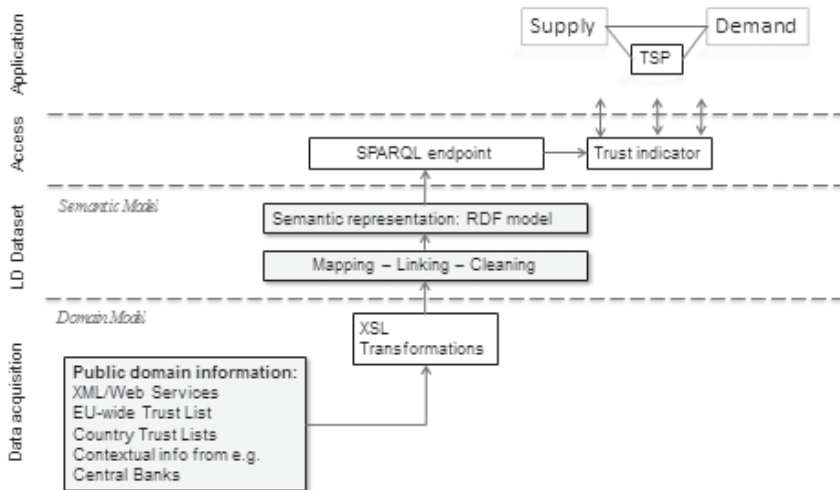 Application
Supply
Demand
TSP
Access
SPARQL endpoint
Trust indicator
LD Dataset
Semantic Model
Semantic representation: RDF model
Mapping – Linking – Cleaning
Data acquisition
Domain Model
XSL
Transformations
Public domain information:
XML/Web Services
EU-wide Trust List
Country Trust Lists
Contextual info from e.g.
Central Banks